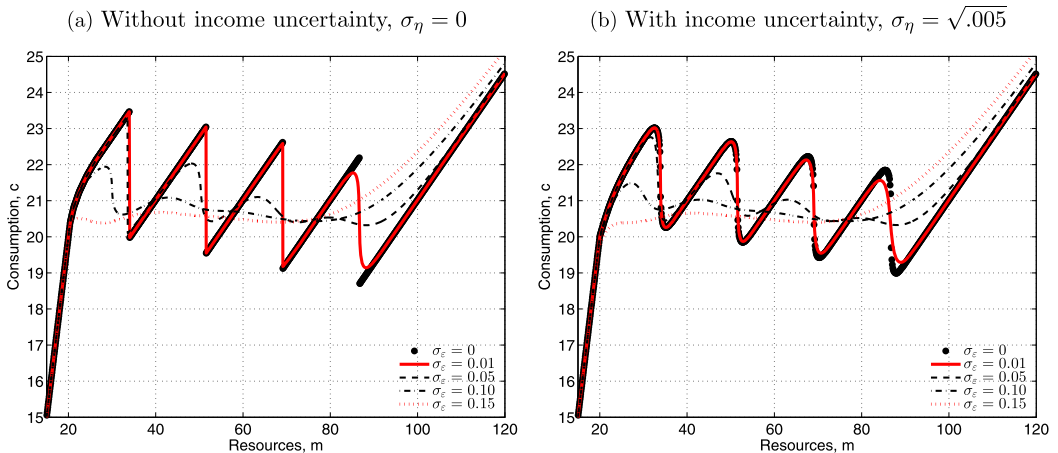 (a) Without income uncertainty, σ_η = 0
25
24
23
22
21
20
19
18
17
16
15
Consumption, c
20
40
60
80
100
120
Resources, m
σ_ε = 0
σ_ε = 0.01
σ_ε = 0.05
σ_ε = 0.10
σ_ε = 0.15
(b) With income uncertainty, σ_η = √.005
25
24
23
22
21
20
19
18
17
16
15
Consumption, c
20
40
60
80
100
120
Resources, m
σ_ε = 0
σ_ε = 0.01
σ_ε = 0.05
σ_ε = 0.10
σ_ε = 0.15